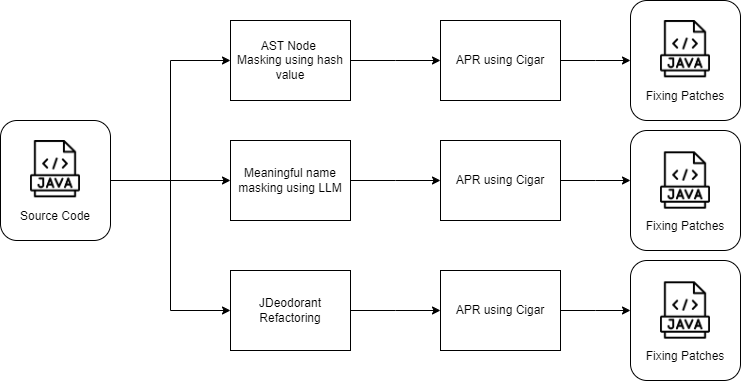 AST Node
Masking using hash
value
APR using Cigar
</>
JAVA
Fixing Patches
</>
JAVA
Source Code
Meaningful name
masking using LLM
APR using Cigar
</>
JAVA
Fixing Patches
JDeodorant
Refactoring
APR using Cigar
</>
JAVA
Fixing Patches